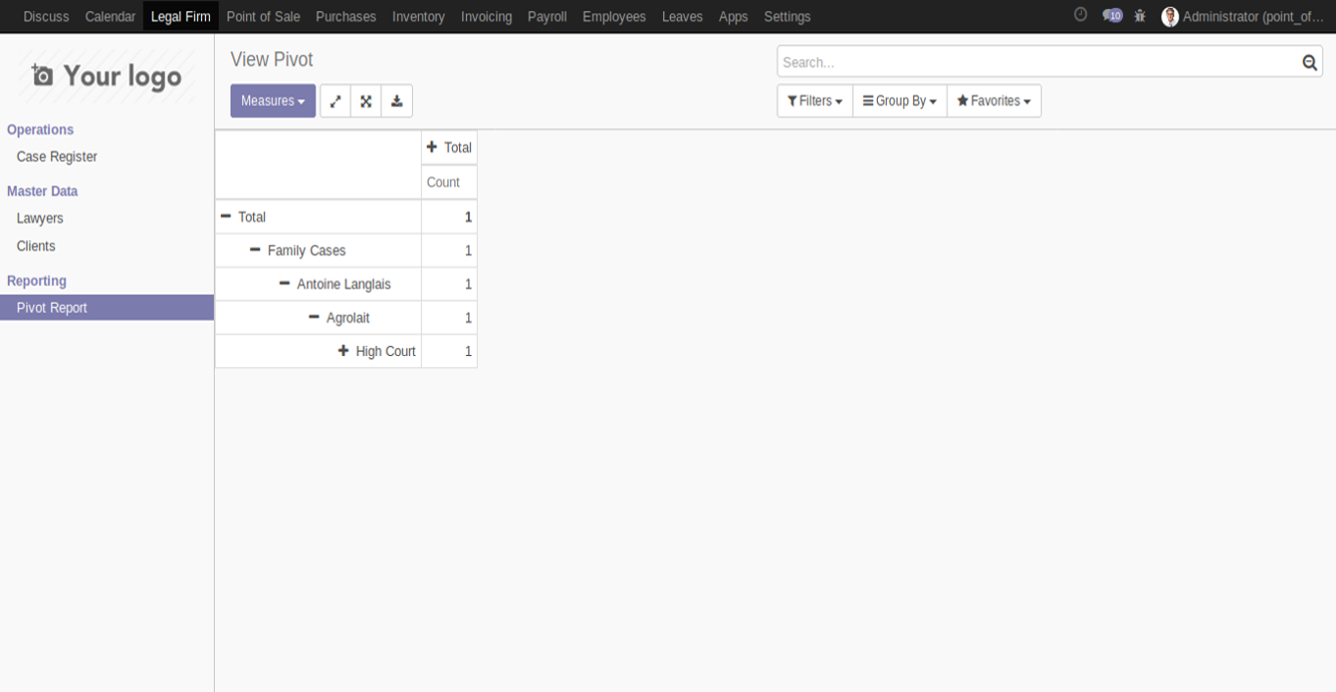 Discuss Calendar Legal Firm Point of Sale Purchases Inventory Invoicing Payroll Employees Leaves Apps Settings 10 Administrator (point_of...
Your logo
Operations
Case Register
Master Data
Lawyers
Clients
Reporting
Pivot Report
View Pivot
Search...
Measures
Filters Group By Favorites
Total
Count
Total 1
Family Cases 1
Antoine Langlais 1
Agrolait 1
High Court 1